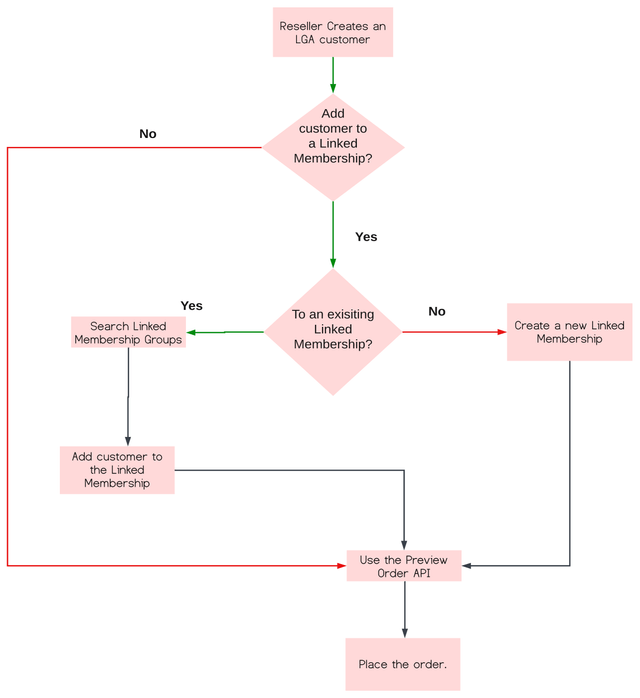 Reseller Creates an
LGA customer
Add
customer to
a Linked
Membership?
No
Yes
To an exisiting
Linked
Membership?
Yes
No
Search Linked
Membership Groups
Create a new Linked
Membership
Add customer to
the Linked
Membership
Use the Preview
Order API
Place the order.